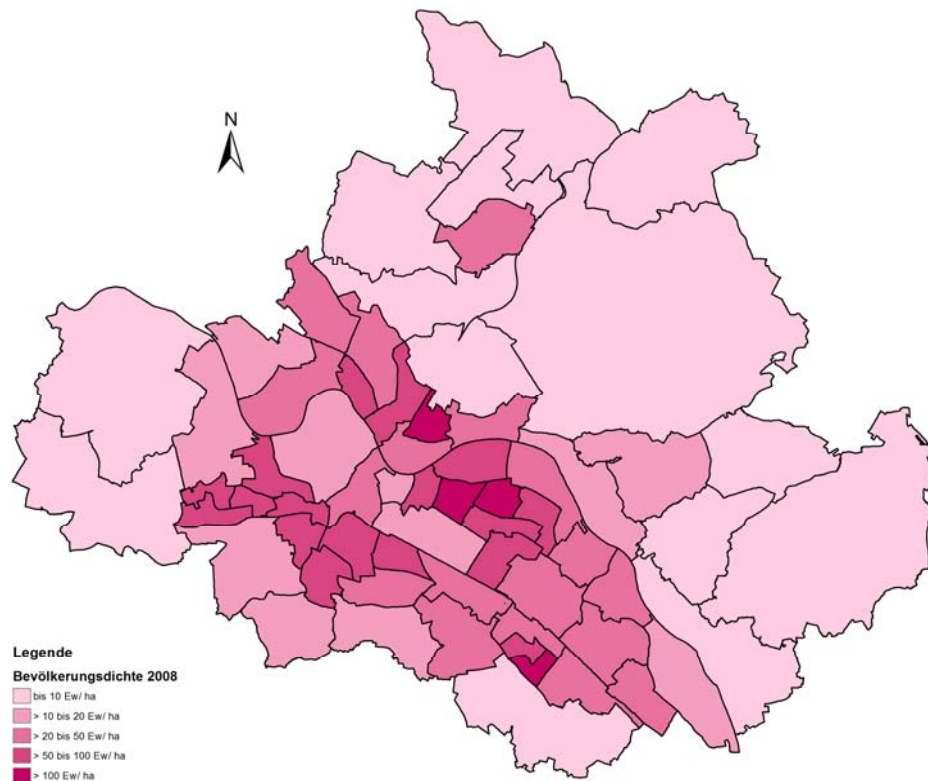 N
Legende
Bevölkerungsdichte 2008
bis 10 Ew/ ha
> 10 bis 20 Ew/ ha
> 20 bis 50 Ew/ ha
> 50 bis 100 Ew/ ha
> 100 Ew/ ha